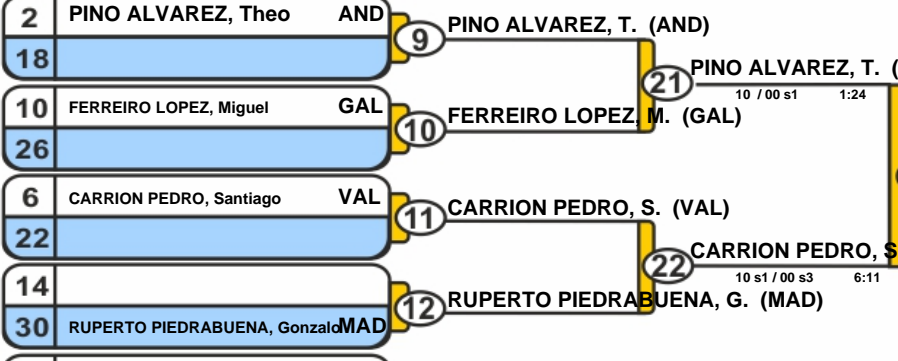 2 PINO ALVAREZ, Theo AND
18
9 PINO ALVAREZ, T. (AND)
10 FERREIRO LOPEZ, Miguel GAL
26
10 FERREIRO LOPEZ, M. (GAL)
21 PINO ALVAREZ, T. (
10 / 00 s1 1:24
6 CARRION PEDRO, Santiago VAL
22
11 CARRION PEDRO, S. (VAL)
14
30 RUPERTO PIEDRABUENA, Gonzalo MAD
12 RUPERTO PIEDRABUENA, G. (MAD)
22 CARRION PEDRO, S
10 s1 / 00 s3 6:11